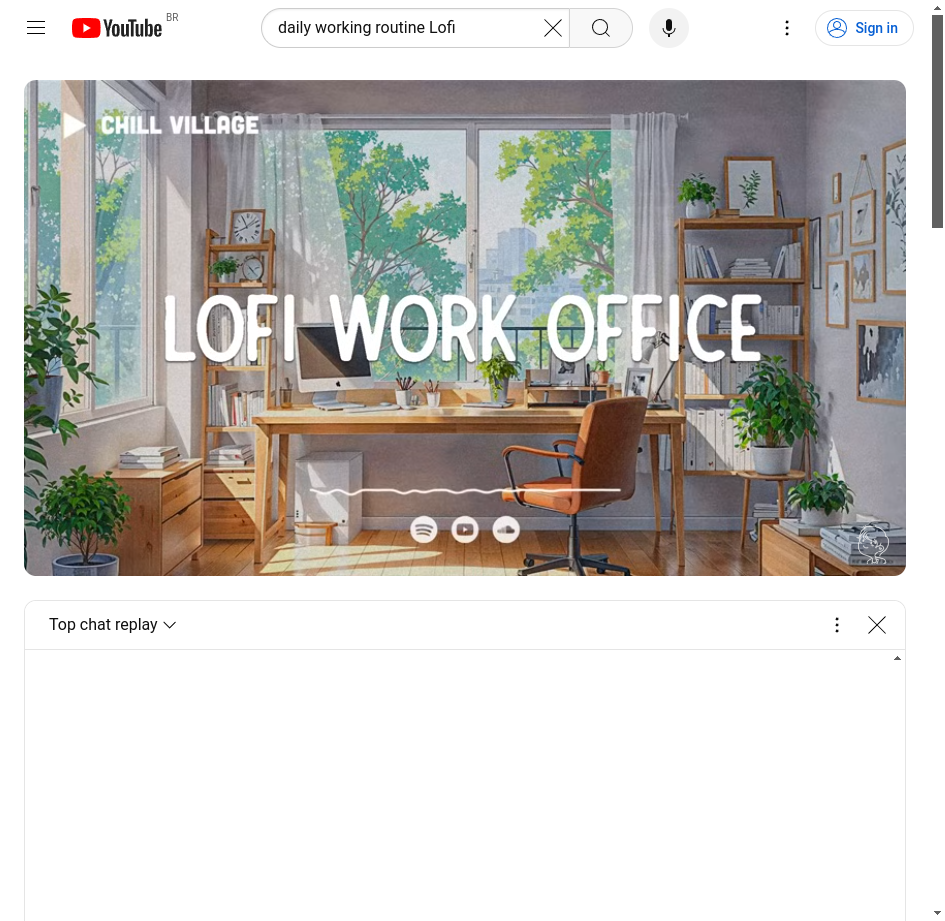 YouTube
BR
daily working routine Lofi
Sign in
CHILL VILLAGE
LOFI WORK OFFICE
Top chat replay